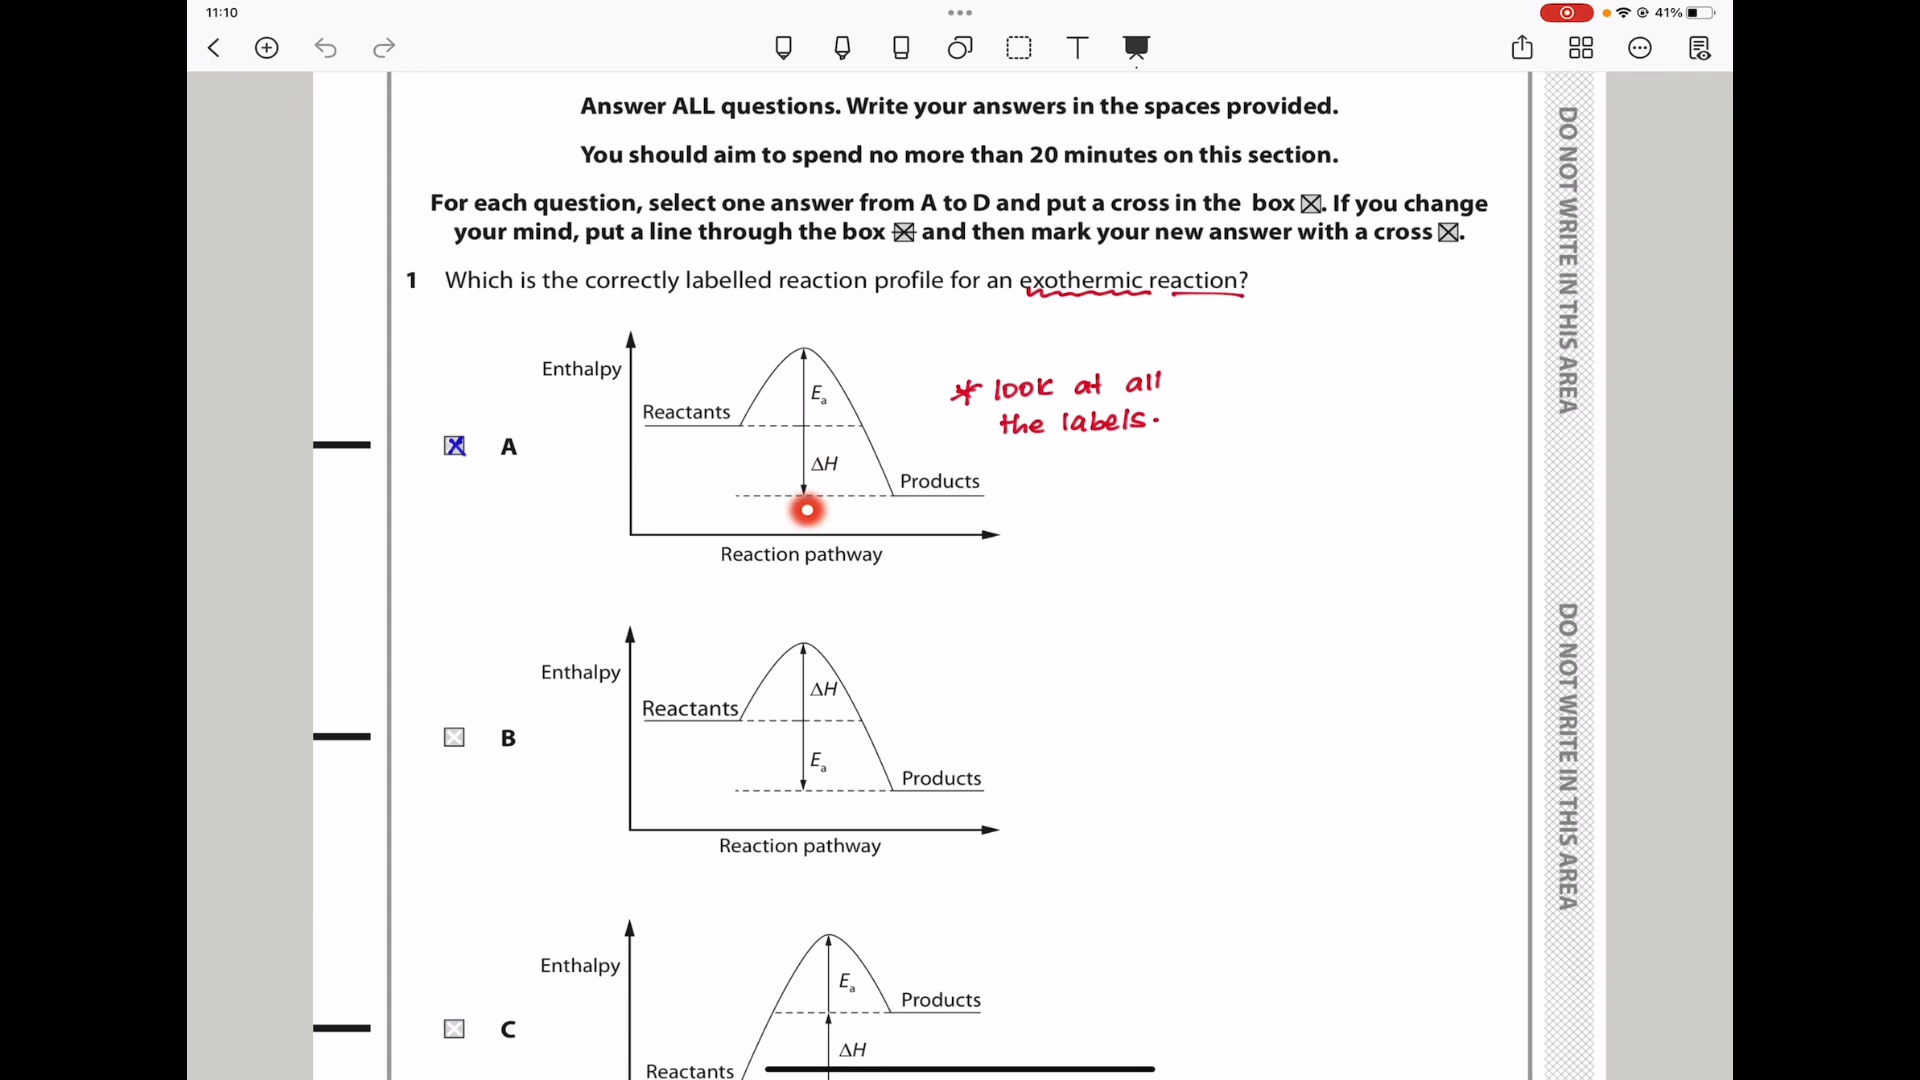 11:10
41%
Answer ALL questions. Write your answers in the spaces provided.
You should aim to spend no more than 20 minutes on this section.
For each question, select one answer from A to D and put a cross in the box ☒. If you change
your mind, put a line through the box ☒ and then mark your new answer with a cross ☒.
1 Which is the correctly labelled reaction profile for an exothermic reaction?
Enthalpy
Reactants
Eₐ
ΔH
Products
Reaction pathway
* look at all
the labels.
A
Enthalpy
Reactants
ΔH
Eₐ
Products
Reaction pathway
B
Enthalpy
Eₐ
Products
ΔH
Reactants
C
DO NOT WRITE IN THIS AREA
DO NOT WRITE IN THIS AREA